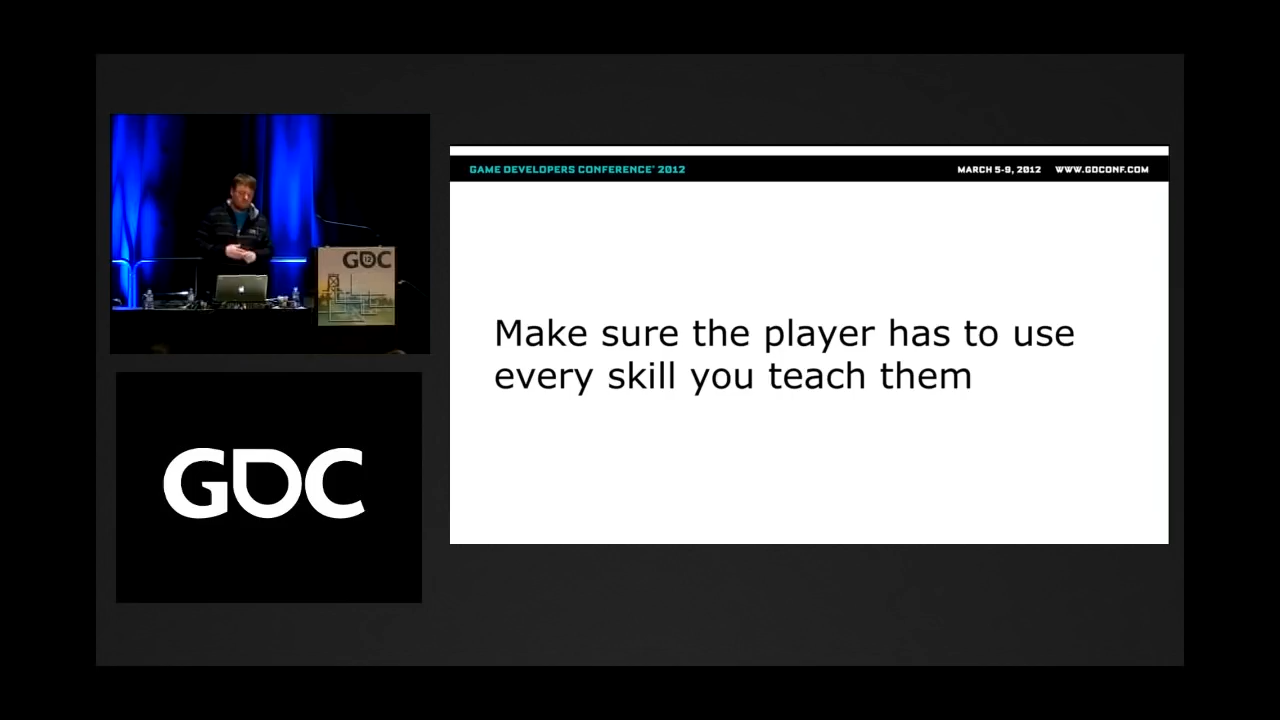 GAME DEVELOPERS CONFERENCE® 2012
MARCH 5-9, 2012 WWW.GDCONF.COM
GDC
12
Make sure the player has to use
every skill you teach them
GDC